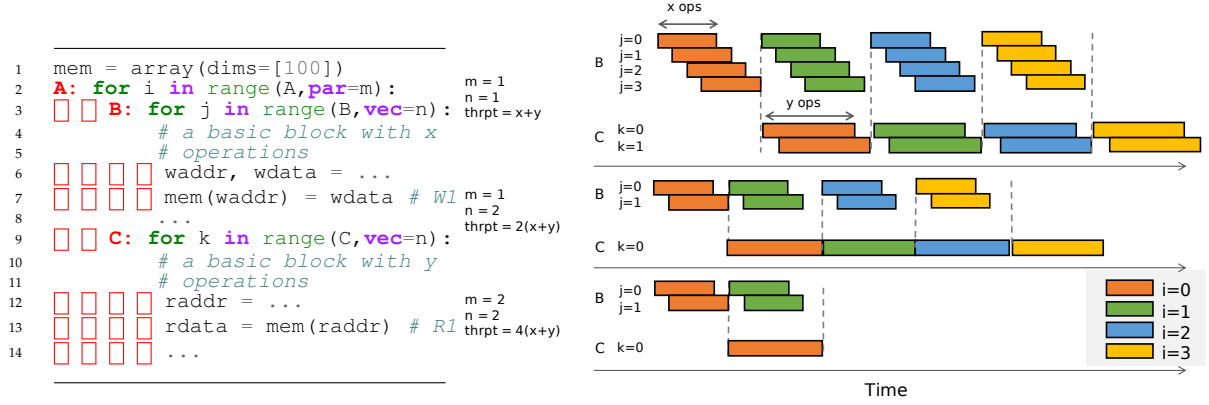 1 mem = array(dims=[100])
2 A: for i in range(A,par=m):
3 B: for j in range(B,vec=n):
4 # a basic block with x
5 # operations
6 waddr, wdata = ...
7 mem(waddr) = wdata # W1
8 ...
9 C: for k in range(C,vec=n):
10 # a basic block with y
11 # operations
12 raddr = ...
13 rdata = mem(raddr) # R1
14 ...
m = 1
n = 1
thrpt = x+y
m = 1
n = 2
thrpt = 2(x+y)
m = 2
n = 2
thrpt = 4(x+y)
x ops
B
j=0
j=1
j=2
j=3
y ops
C
k=0
k=1
B
j=0
j=1
C k=0
B
j=0
j=1
C k=0
i=0
i=1
i=2
i=3
Time